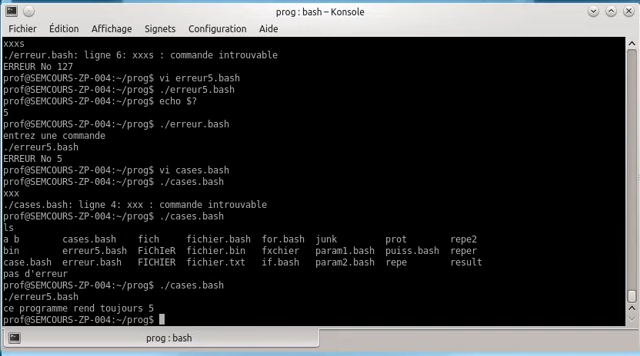 prog : bash – Konsole
Fichier Édition Affichage Signets Configuration Aide
xxxs
./erreur.bash: ligne 6: xxxs : commande introuvable
ERREUR No 127
prof@SEMCOURS-ZP-004:~/prog$ vi erreur5.bash
prof@SEMCOURS-ZP-004:~/prog$ ./erreur5.bash
prof@SEMCOURS-ZP-004:~/prog$ echo $?
5
prof@SEMCOURS-ZP-004:~/prog$ ./erreur.bash
entrez une commande
./erreur5.bash
ERREUR No 5
prof@SEMCOURS-ZP-004:~/prog$ vi cases.bash
prof@SEMCOURS-ZP-004:~/prog$ ./cases.bash
xxx
./cases.bash: ligne 4: xxx : commande introuvable
prof@SEMCOURS-ZP-004:~/prog$ ./cases.bash
ls
a b cases.bash fich fichier.bash for.bash junk prot repe2
bin erreur5.bash FiChIeR fichier.bin fxchier param1.bash puiss.bash reper
case.bash erreur.bash FICHIER fichier.txt if.bash param2.bash repe result
pas d'erreur
prof@SEMCOURS-ZP-004:~/prog$ ./cases.bash
./erreur5.bash
ce programme rend toujours 5
prof@SEMCOURS-ZP-004:~/prog$
prog : bash